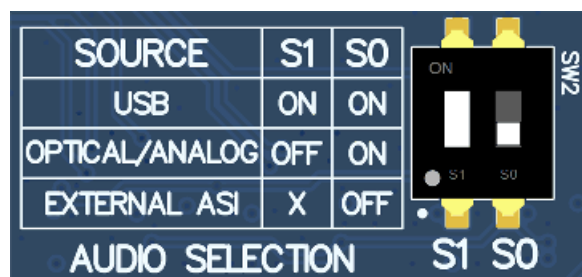 SOURCE S1 S0
USB ON ON
OPTICAL/ANALOG OFF ON
EXTERNAL ASI X OFF
AUDIO SELECTION
ON
S1 S0
S1 S0
SW2